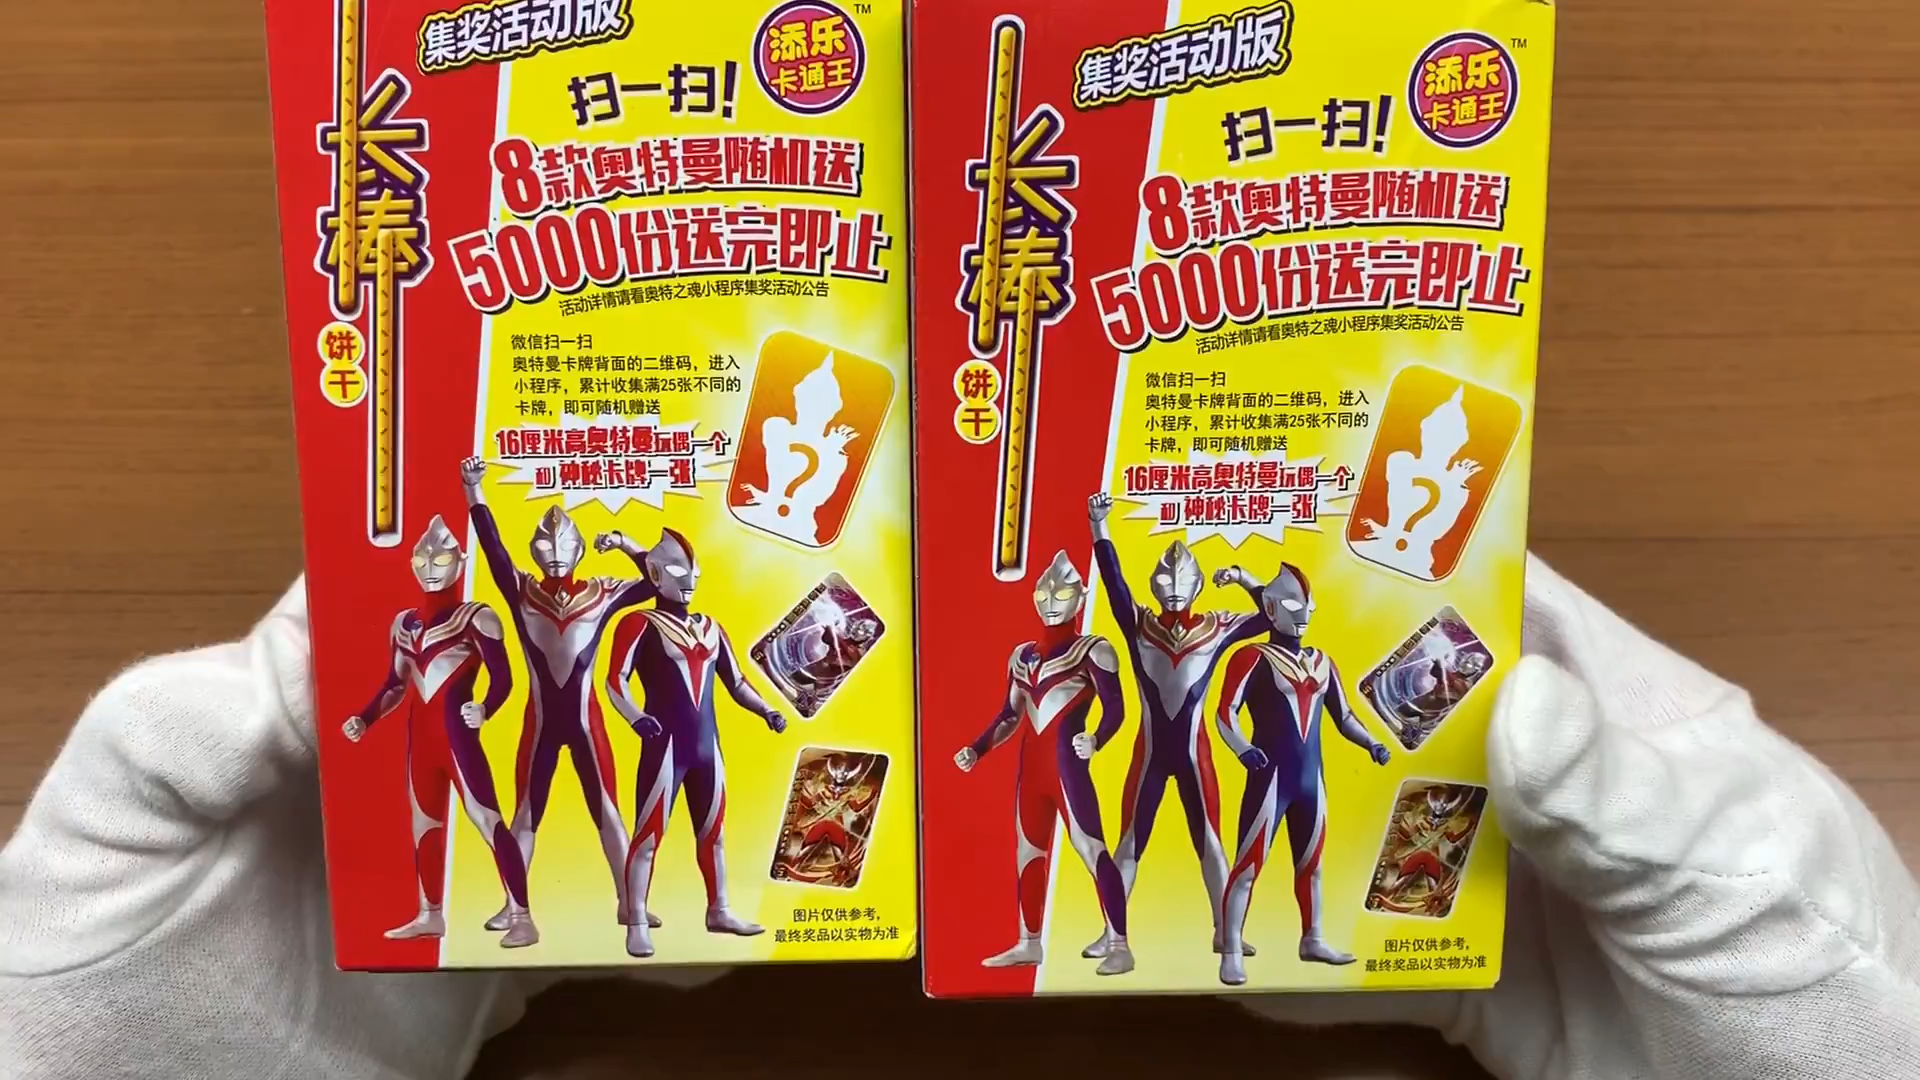 集奖活动版
添乐
卡通王
TM
扫一扫!
8款奥特曼随机送
5000份送完即止
活动详情请看奥特之魂小程序集奖活动公告
长棒
饼干
微信扫一扫
奥特曼卡牌背面的二维码，进入
小程序，累计收集满25张不同的
卡牌，即可随机赠送
16厘米高奥特曼玩偶一个
和 神秘卡牌一张
?
图片仅供参考，
最终奖品以实物为准
集奖活动版
添乐
卡通王
TM
扫一扫!
8款奥特曼随机送
5000份送完即止
活动详情请看奥特之魂小程序集奖活动公告
长棒
饼干
微信扫一扫
奥特曼卡牌背面的二维码，进入
小程序，累计收集满25张不同的
卡牌，即可随机赠送
16厘米高奥特曼玩偶一个
和 神秘卡牌一张
?
图片仅供参考，
最终奖品以实物为准